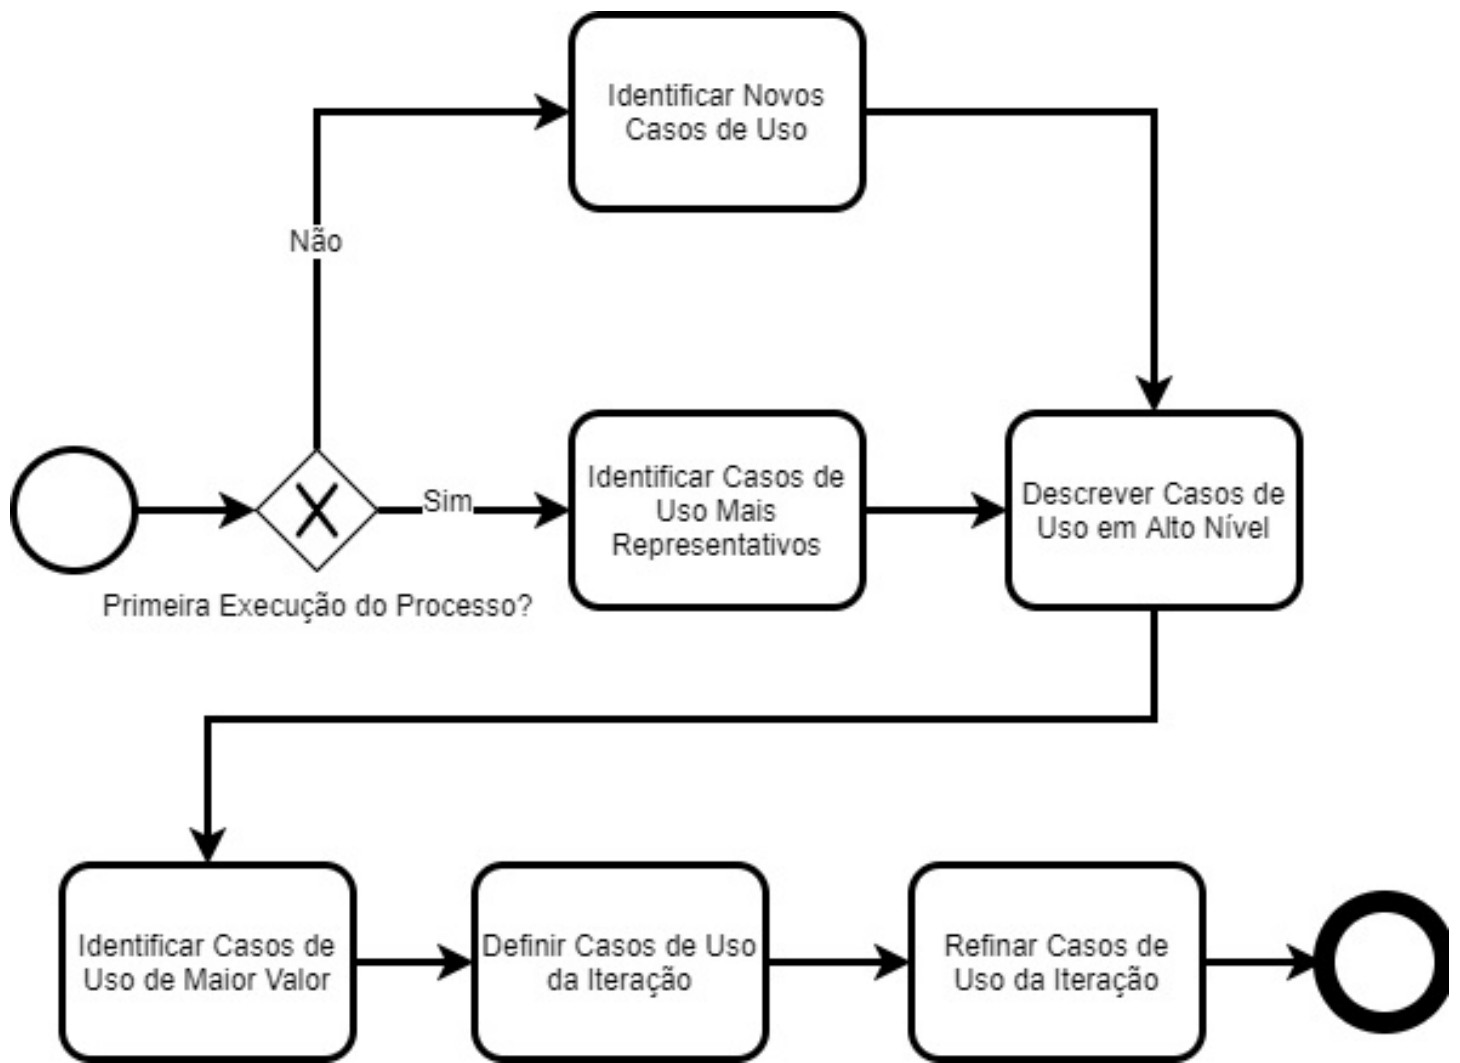 Identificar Novos
Casos de Uso
Não
Sim
Identificar Casos de
Uso Mais
Representativos
Descrever Casos de
Uso em Alto Nível
Primeira Execução do Processo?
Identificar Casos de
Uso de Maior Valor
Definir Casos de Uso
da Iteração
Refinar Casos de
Uso da Iteração